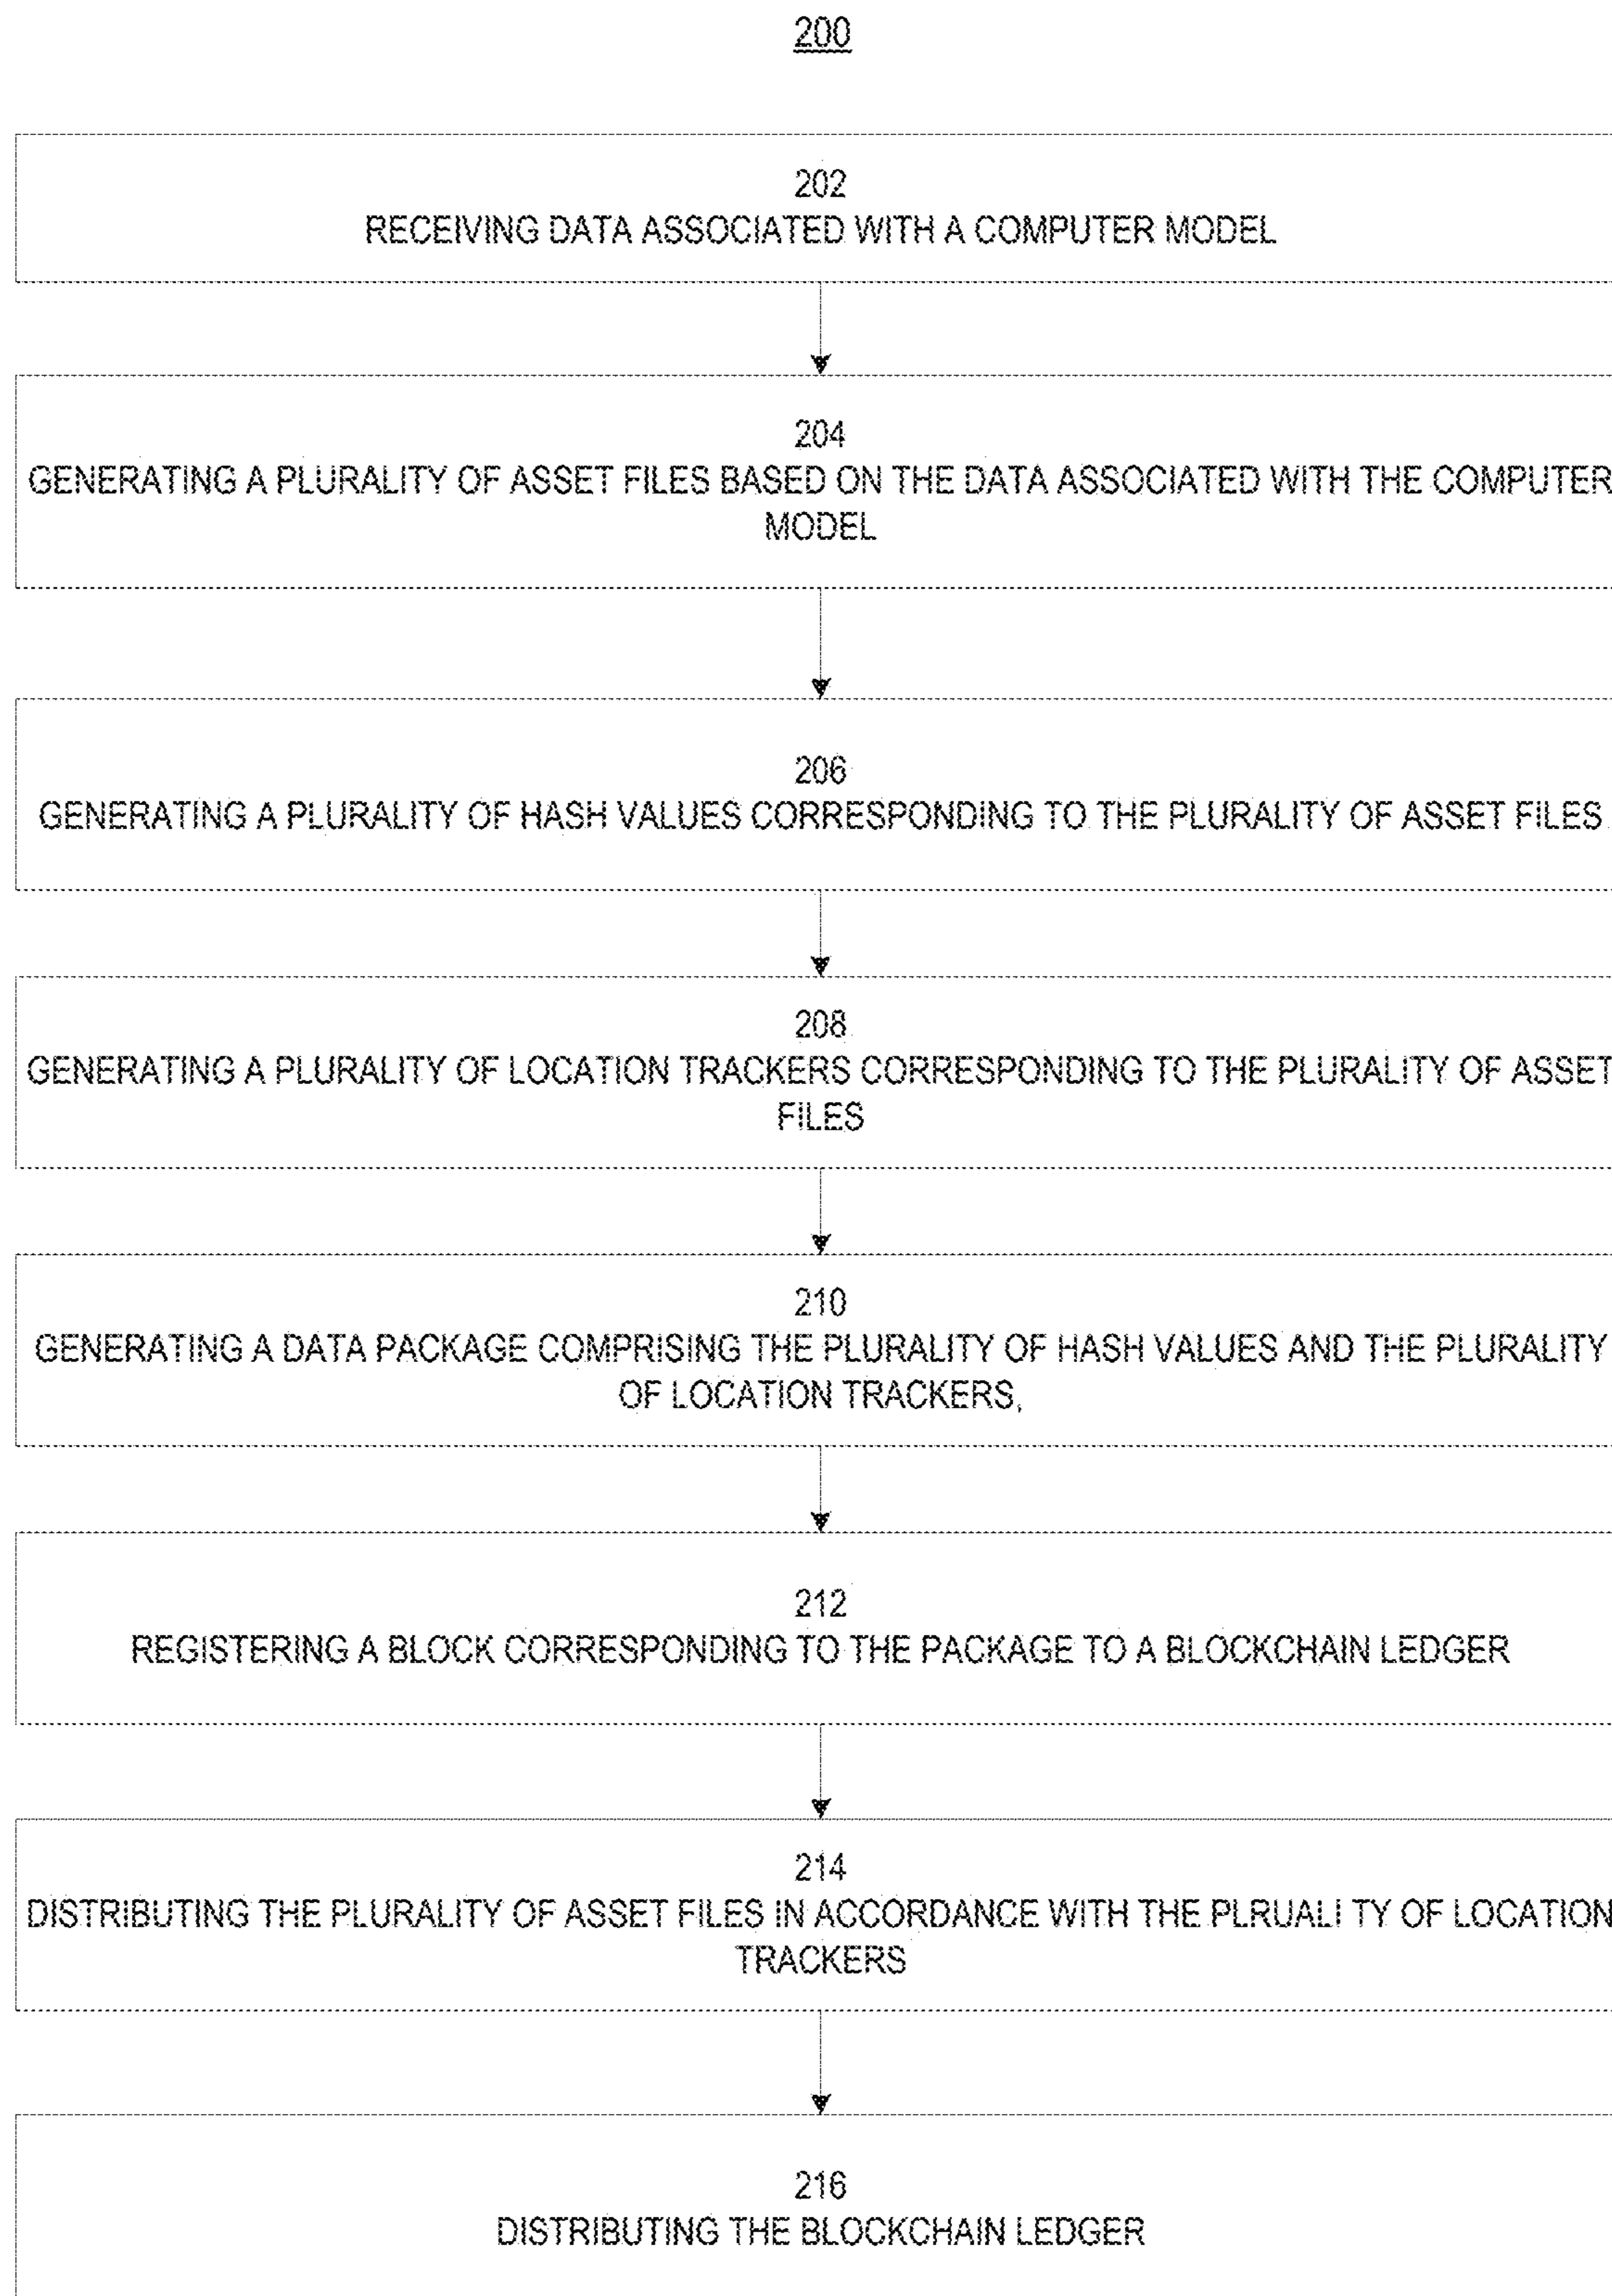 200
202
RECEIVING DATA ASSOCIATED WITH A COMPUTER MODEL
204
GENERATING A PLURALITY OF ASSET FILES BASED ON THE DATA ASSOCIATED WITH THE COMPUTER
MODEL
206
GENERATING A PLURALITY OF HASH VALUES CORRESPONDING TO THE PLURALITY OF ASSET FILES
208
GENERATING A PLURALITY OF LOCATION TRACKERS CORRESPONDING TO THE PLURALITY OF ASSET
FILES
210
GENERATING A DATA PACKAGE COMPRISING THE PLURALITY OF HASH VALUES AND THE PLURALITY
OF LOCATION TRACKERS,
212
REGISTERING A BLOCK CORRESPONDING TO THE PACKAGE TO A BLOCKCHAIN LEDGER
214
DISTRIBUTING THE PLURALITY OF ASSET FILES IN ACCORDANCE WITH THE PLRUALI TY OF LOCATION
TRACKERS
216
DISTRIBUTING THE BLOCKCHAIN LEDGER